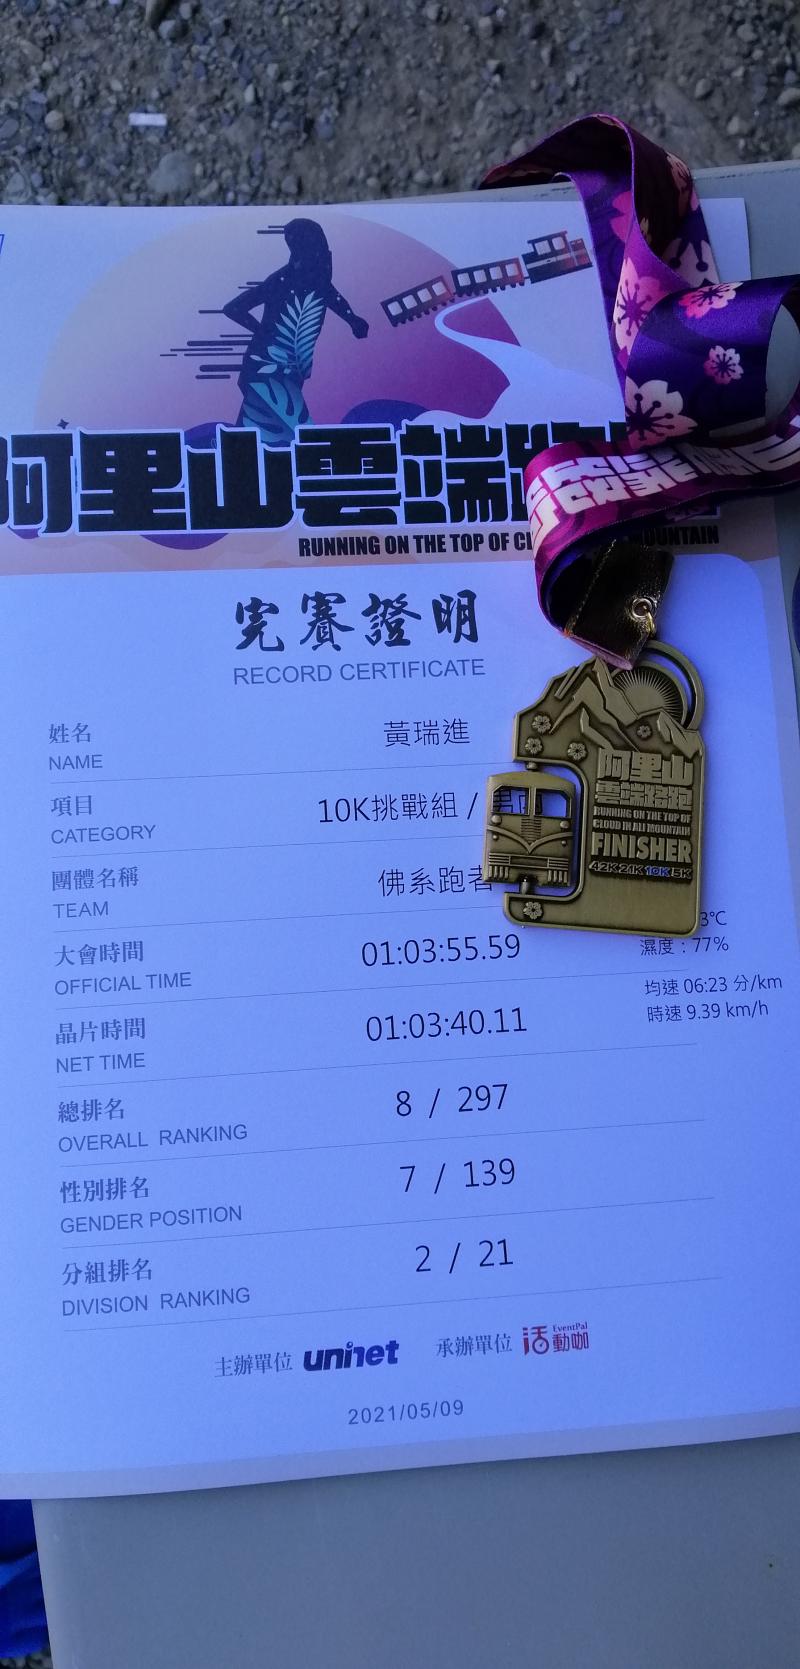 阿里山雲端路跑
RUNNING ON THE TOP OF CLOUD MOUNTAIN
完賽證明
RECORD CERTIFICATE
姓名
NAME
黃瑞進
項目
CATEGORY
10K挑戰組 / 男
團體名稱
TEAM
佛系跑者
大會時間
OFFICIAL TIME
01:03:55.59
3℃
濕度：77%
晶片時間
NET TIME
01:03:40.11
均速 06:23 分/km
時速 9.39 km/h
總排名
OVERALL RANKING
8 / 297
性別排名
GENDER POSITION
7 / 139
分組排名
DIVISION RANKING
2 / 21
主辦單位 uninet 承辦單位 活動咖 EventPal
2021/05/09
阿里山
雲端路跑
RUNNING ON THE TOP OF
CLOUD IN ALI MOUNTAIN
FINISHER
42K 21K 10K 5K